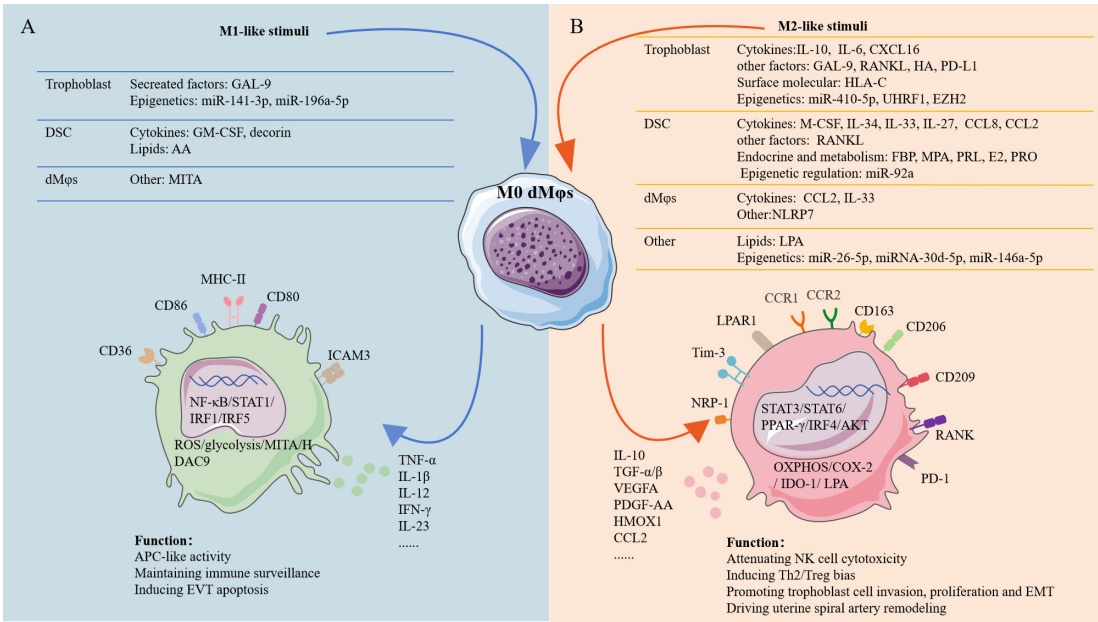 A
M1-like stimuli
Trophoblast
Secreated factors: GAL-9
Epigenetics: miR-141-3p, miR-196a-5p
DSC
Cytokines: GM-CSF, decorin
Lipids: AA
dMφs
Other: MITA
M0 dMφs
MHC-II
CD86
CD80
CD36
ICAM3
NF-κB/STAT1/
IRF1/IRF5
ROS/glycolysis/MITA/H
DAC9
TNF-α
IL-1β
IL-12
IFN-γ
IL-23
......
Function:
APC-like activity
Maintaining immune surveillance
Inducing EVT apoptosis
B
M2-like stimuli
Trophoblast
Cytokines:IL-10, IL-6, CXCL16
other factors: GAL-9, RANKL, HA, PD-L1
Surface molecular: HLA-C
Epigenetics: miR-410-5p, UHRF1, EZH2
DSC
Cytokines: M-CSF, IL-34, IL-33, IL-27, CCL8, CCL2
other factors: RANKL
Endocrine and metabolism: FBP, MPA, PRL, E2, PRO
Epigenetic regulation: miR-92a
dMφs
Cytokines: CCL2, IL-33
Other:NLRP7
Other
Lipids: LPA
Epigenetics: miR-26-5p, miRNA-30d-5p, miR-146a-5p
CCR1
CCR2
LPAR1
CD163
CD206
Tim-3
CD209
NRP-1
RANK
PD-1
STAT3/STAT6/
PPAR-γ/IRF4/AKT
OXPHOS/COX-2
/ IDO-1/ LPA
IL-10
TGF-α/β
VEGFA
PDGF-AA
HMOX1
CCL2
......
Function:
Attenuating NK cell cytotoxicity
Inducing Th2/Treg bias
Promoting trophoblast cell invasion, proliferation and EMT
Driving uterine spiral artery remodeling